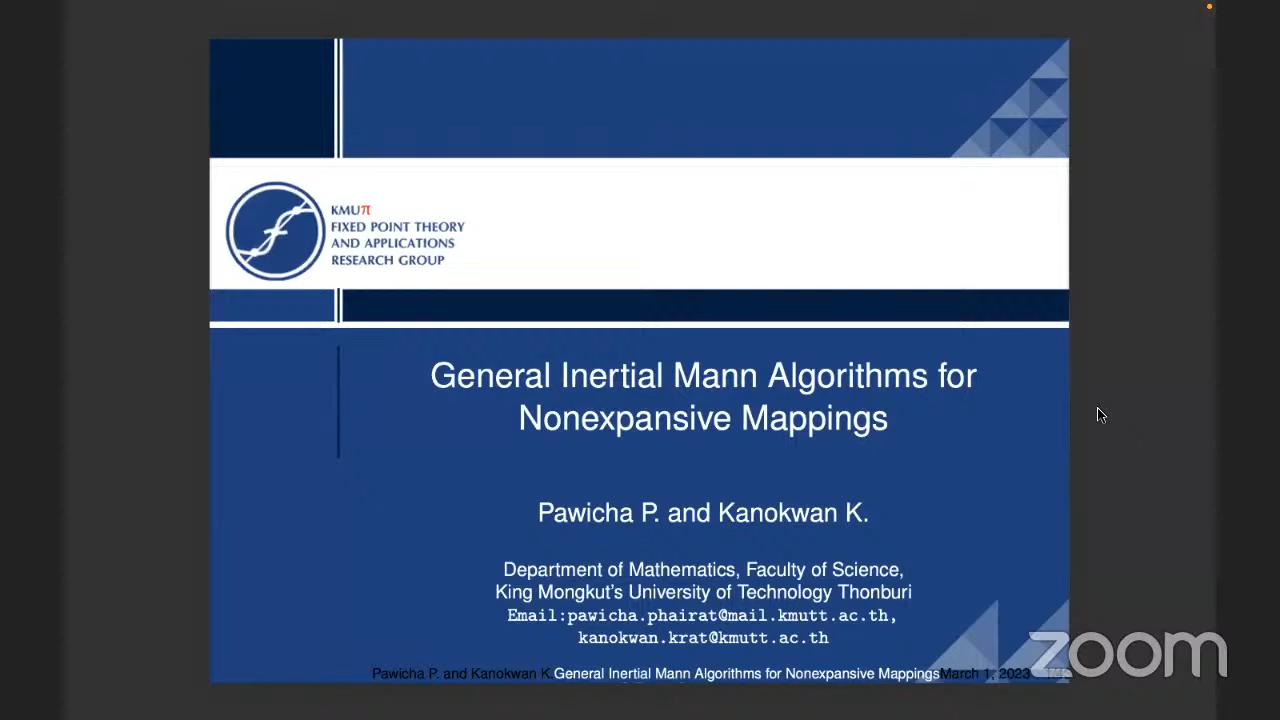 KMUπ
FIXED POINT THEORY
AND APPLICATIONS
RESEARCH GROUP
General Inertial Mann Algorithms for
Nonexpansive Mappings
Pawicha P. and Kanokwan K.
Department of Mathematics, Faculty of Science,
King Mongkut's University of Technology Thonburi
Email:pawicha.phairat@mail.kmutt.ac.th,
kanokwan.krat@kmutt.ac.th
Pawicha P. and Kanokwan K. General Inertial Mann Algorithms for Nonexpansive Mappings March 1, 2023
zoom